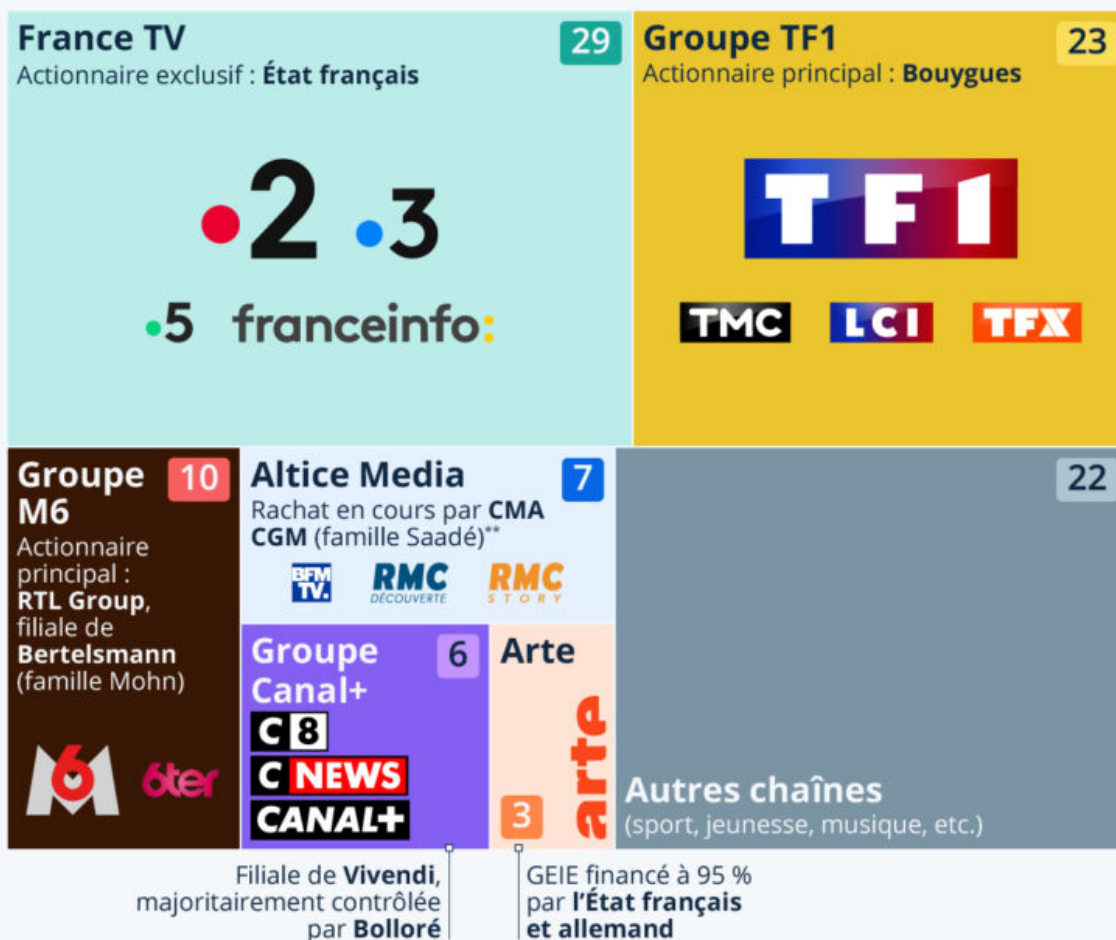 France TV
29
Actionnaire exclusif : État français
2
3
5
franceinfo:
Groupe TF1
23
Actionnaire principal : Bouygues
TF1
TMC
LCI
TFX
Groupe
M6
10
Actionnaire
principal :
RTL Group,
filiale de
Bertelsmann
(famille Mohn)
M6
6ter
Altice Media
7
Rachat en cours par CMA
CGM (famille Saadé)**
BFM
TV.
RMC
DÉCOUVERTE
RMC
STORY
Groupe
Canal+
6
C8
CNEWS
CANAL+
Arte
arte
3
22
Autres chaînes
(sport, jeunesse, musique, etc.)
Filiale de Vivendi,
majoritairement contrôlée
par Bolloré
GEIE financé à 95 %
par l'État français
et allemand